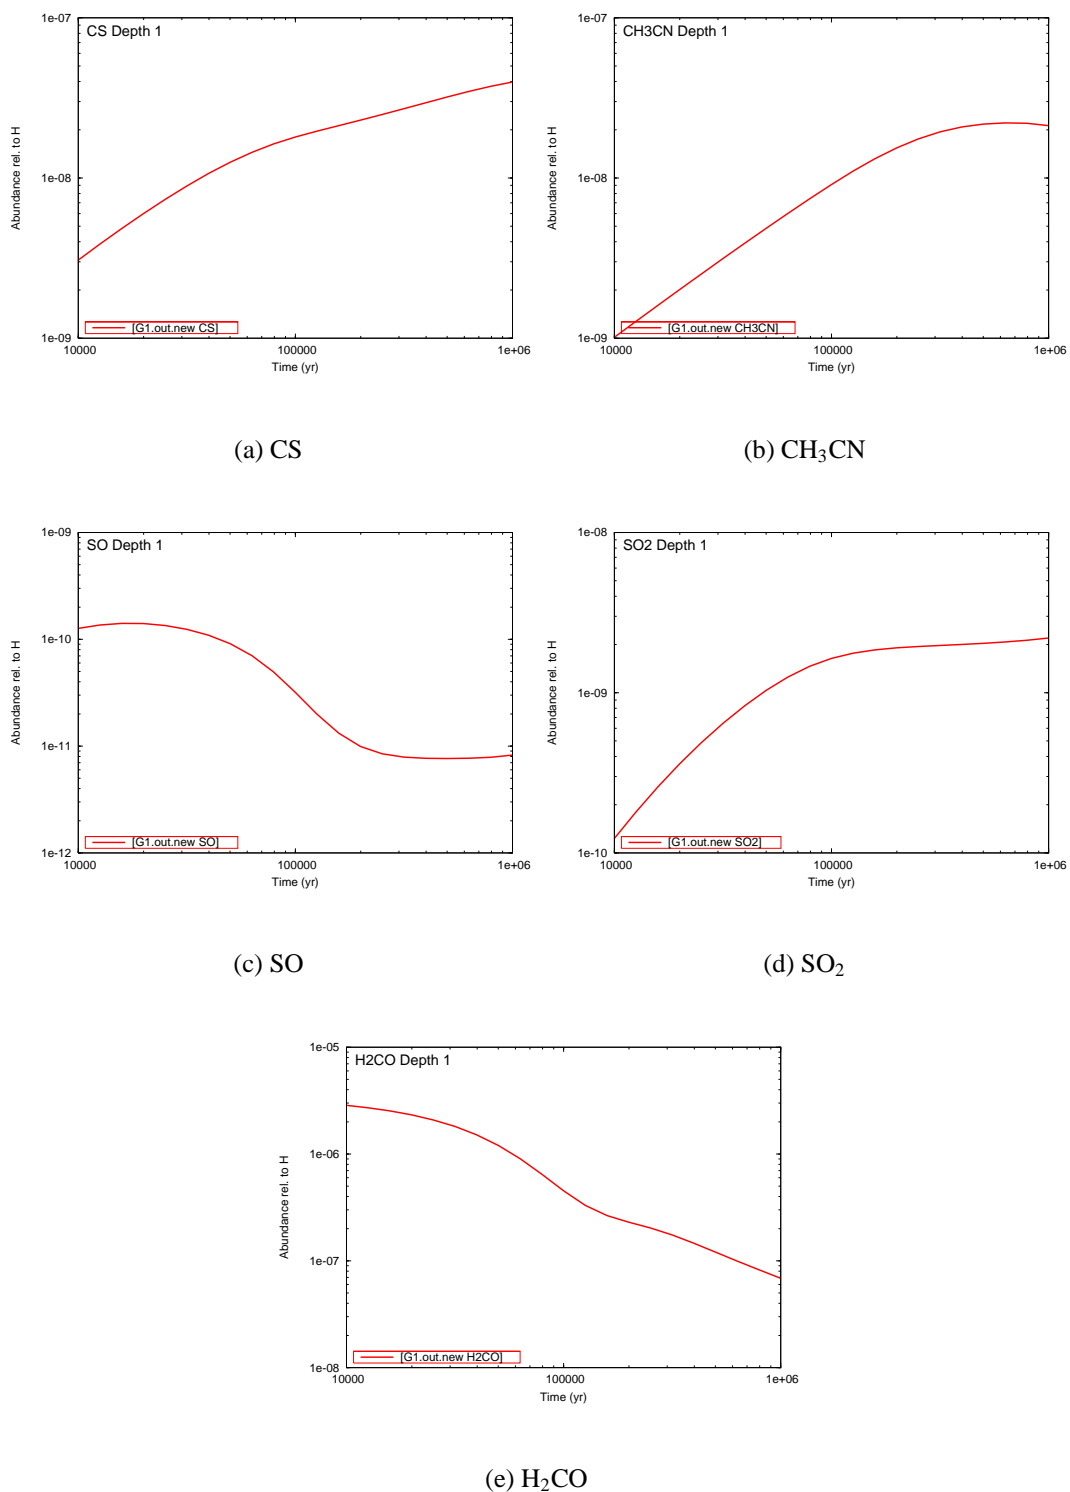 CS Depth 1
1e-07
1e-08
1e-09
Abundance rel. to H
[G1.out.new CS]
10000
100000
1e+06
Time (yr)
(a) CS
CH3CN Depth 1
1e-07
1e-08
1e-09
Abundance rel. to H
[G1.out.new CH3CN]
10000
100000
1e+06
Time (yr)
(b) CH₃CN
SO Depth 1
1e-09
1e-10
1e-11
1e-12
Abundance rel. to H
[G1.out.new SO]
10000
100000
1e+06
Time (yr)
(c) SO
SO2 Depth 1
1e-08
1e-09
1e-10
Abundance rel. to H
[G1.out.new SO2]
10000
100000
1e+06
Time (yr)
(d) SO₂
H2CO Depth 1
1e-05
1e-06
1e-07
1e-08
Abundance rel. to H
[G1.out.new H2CO]
10000
100000
1e+06
Time (yr)
(e) H₂CO